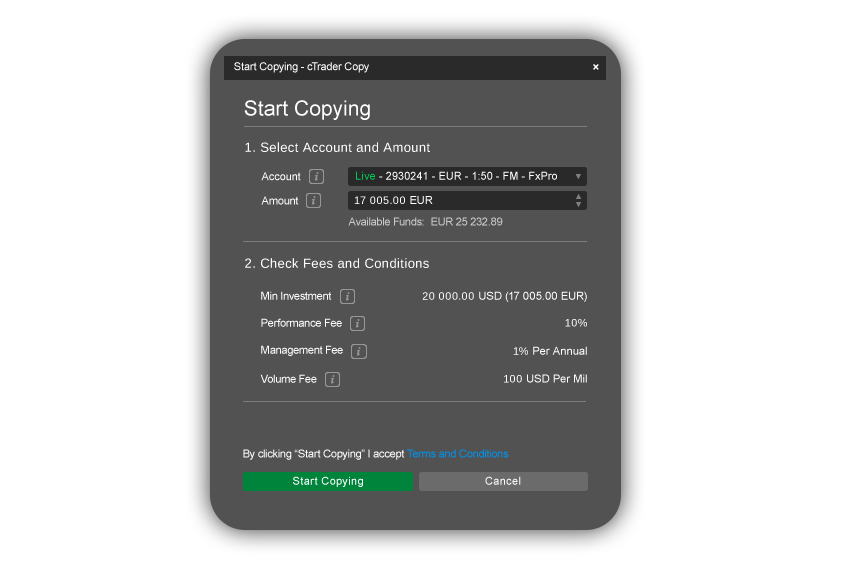 Start Copying - cTrader Copy ×
Start Copying
1. Select Account and Amount
Account i Live - 2930241 - EUR - 1:50 - FM - FxPro
Amount i 17 005.00 EUR
Available Funds: EUR 25 232.89
2. Check Fees and Conditions
Min Investment i 20 000.00 USD (17 005.00 EUR)
Performance Fee i 10%
Management Fee i 1% Per Annual
Volume Fee i 100 USD Per Mil
By clicking “Start Copying” I accept Terms and Conditions
Start Copying Cancel